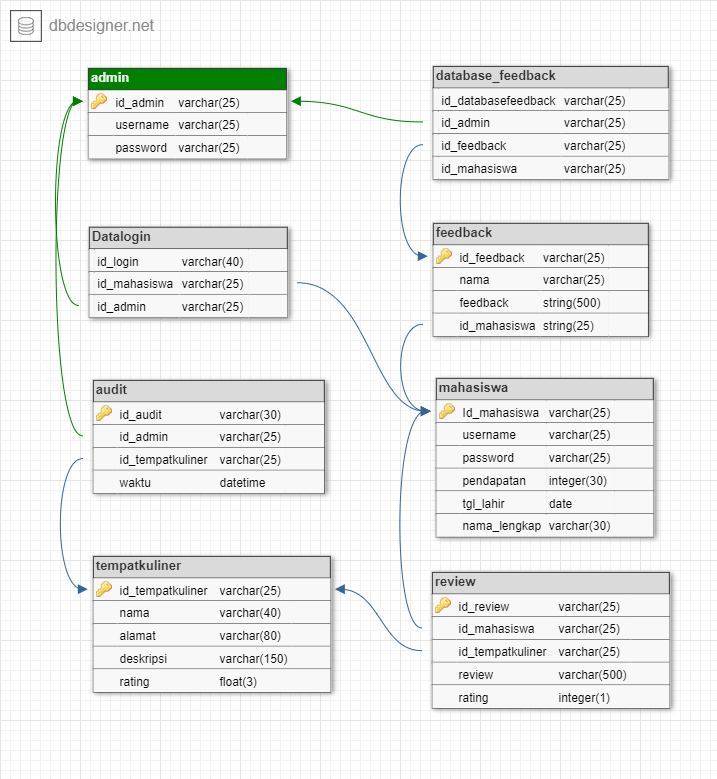 dbdesigner.net
admin
id_admin varchar(25)
username varchar(25)
password varchar(25)
Datalogin
id_login varchar(40)
id_mahasiswa varchar(25)
id_admin varchar(25)
audit
id_audit varchar(30)
id_admin varchar(25)
id_tempatkuliner varchar(25)
waktu datetime
tempatkuliner
id_tempatkuliner varchar(25)
nama varchar(40)
alamat varchar(80)
deskripsi varchar(150)
rating float(3)
database_feedback
id_databasefeedback varchar(25)
id_admin varchar(25)
id_feedback varchar(25)
id_mahasiswa varchar(25)
feedback
id_feedback varchar(25)
nama varchar(25)
feedback string(500)
id_mahasiswa string(25)
mahasiswa
Id_mahasiswa varchar(25)
username varchar(25)
password varchar(25)
pendapatan integer(30)
tgl_lahir date
nama_lengkap varchar(30)
review
id_review varchar(25)
id_mahasiswa varchar(25)
id_tempatkuliner varchar(25)
review varchar(500)
rating integer(1)